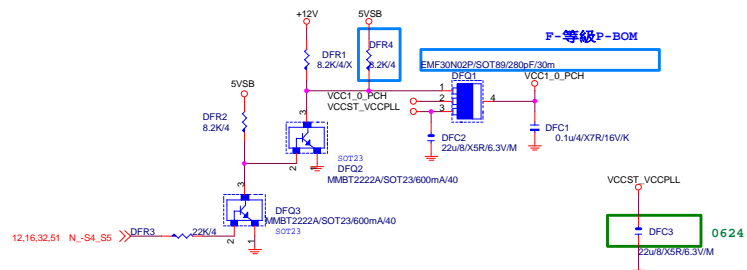 +12V
5VSB
F-等級P-BOM
DFR1
8.2K/4/X
DFR4
8.2K/4
EMF30N02P/SOT89/280pF/30m
DFQ1
VCC1_0_PCH
5VSB
VCC1_0_PCH
VCCST_VCCPLL
1
2
3
4
DFR2
8.2K/4
3
2
1
SOT23
DFQ2
MMBT2222A/SOT23/600mA/40
DFC2
22u/8/X5R/6.3V/M
DFC1
0.1u/4/X7R/16V/K
3
DFQ3
MMBT2222A/SOT23/600mA/40
SOT23
2
1
12,16,32,51 N_-S4_S5
DFR3
22K/4
VCCST_VCCPLL
DFC3
0624
22u/8/X5R/6.3V/M